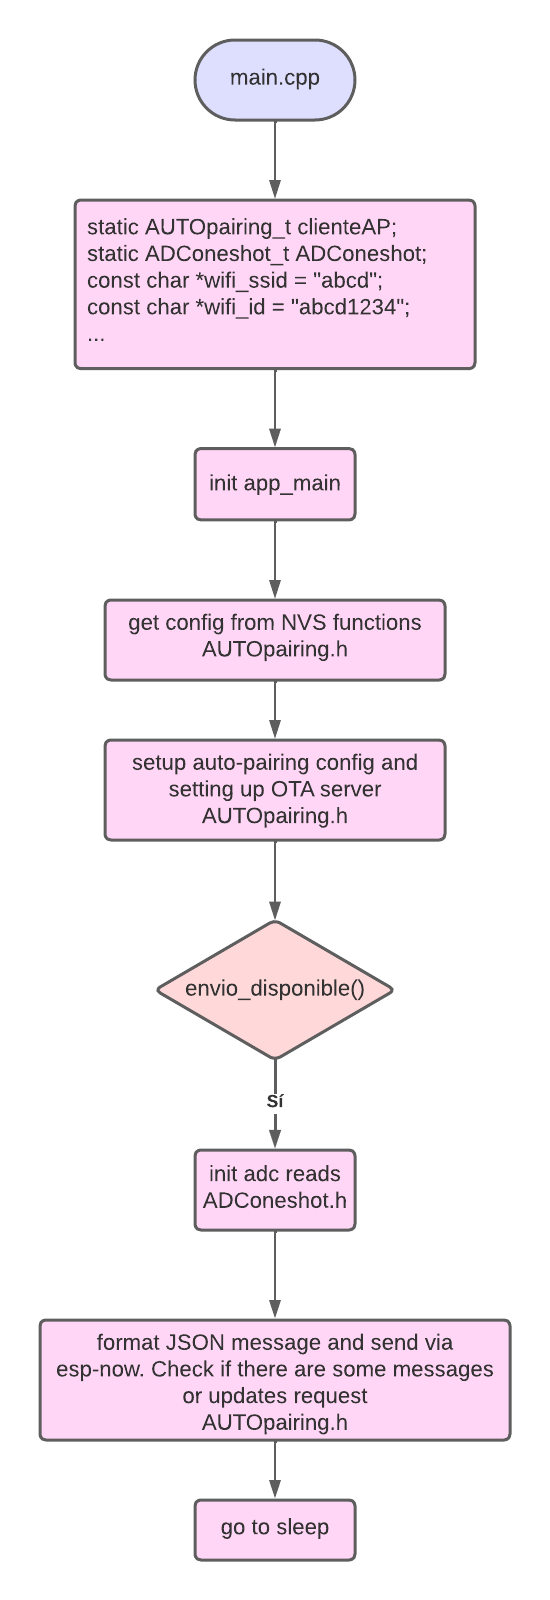 main.cpp
static AUTOpairing_t clienteAP;
static ADConeshot_t ADConeshot;
const char *wifi_ssid = "abcd";
const char *wifi_id = "abcd1234";
...
init app_main
get config from NVS functions
AUTOpairing.h
setup auto-pairing config and
setting up OTA server
AUTOpairing.h
envio_disponible()
Sí
init adc reads
ADConeshot.h
format JSON message and send via
esp-now. Check if there are some messages
or updates request
AUTOpairing.h
go to sleep